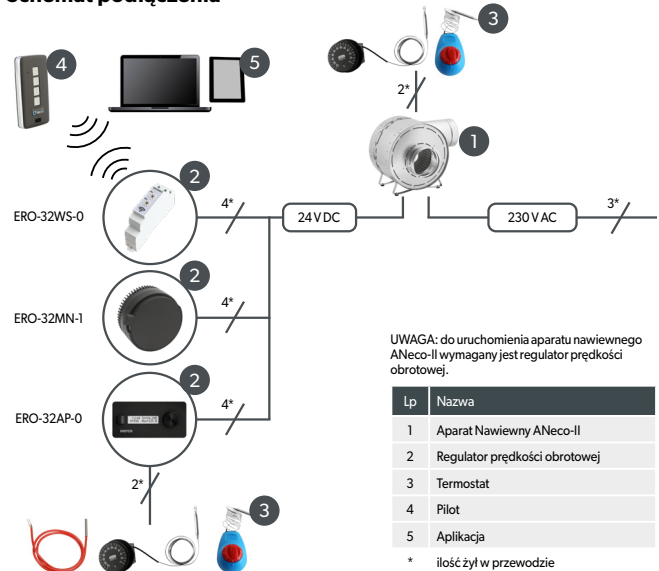 Schemat podłączenia
3
4
5
2*
1
2
ERO-32WS-0
4*
24 V DC
230 V AC
3*
2
ERO-32MN-1
4*
UWAGA: do uruchomienia aparatu nawiewnego
ANeco-II wymagany jest regulator prędkości
obrotowej.
2
ERO-32AP-0
4*
Lp Nazwa
1 Aparat Nawiewny ANeco-II
2 Regulator prędkości obrotowej
3 Termostat
4 Pilot
5 Aplikacja
* ilość żył w przewodzie
2*
3